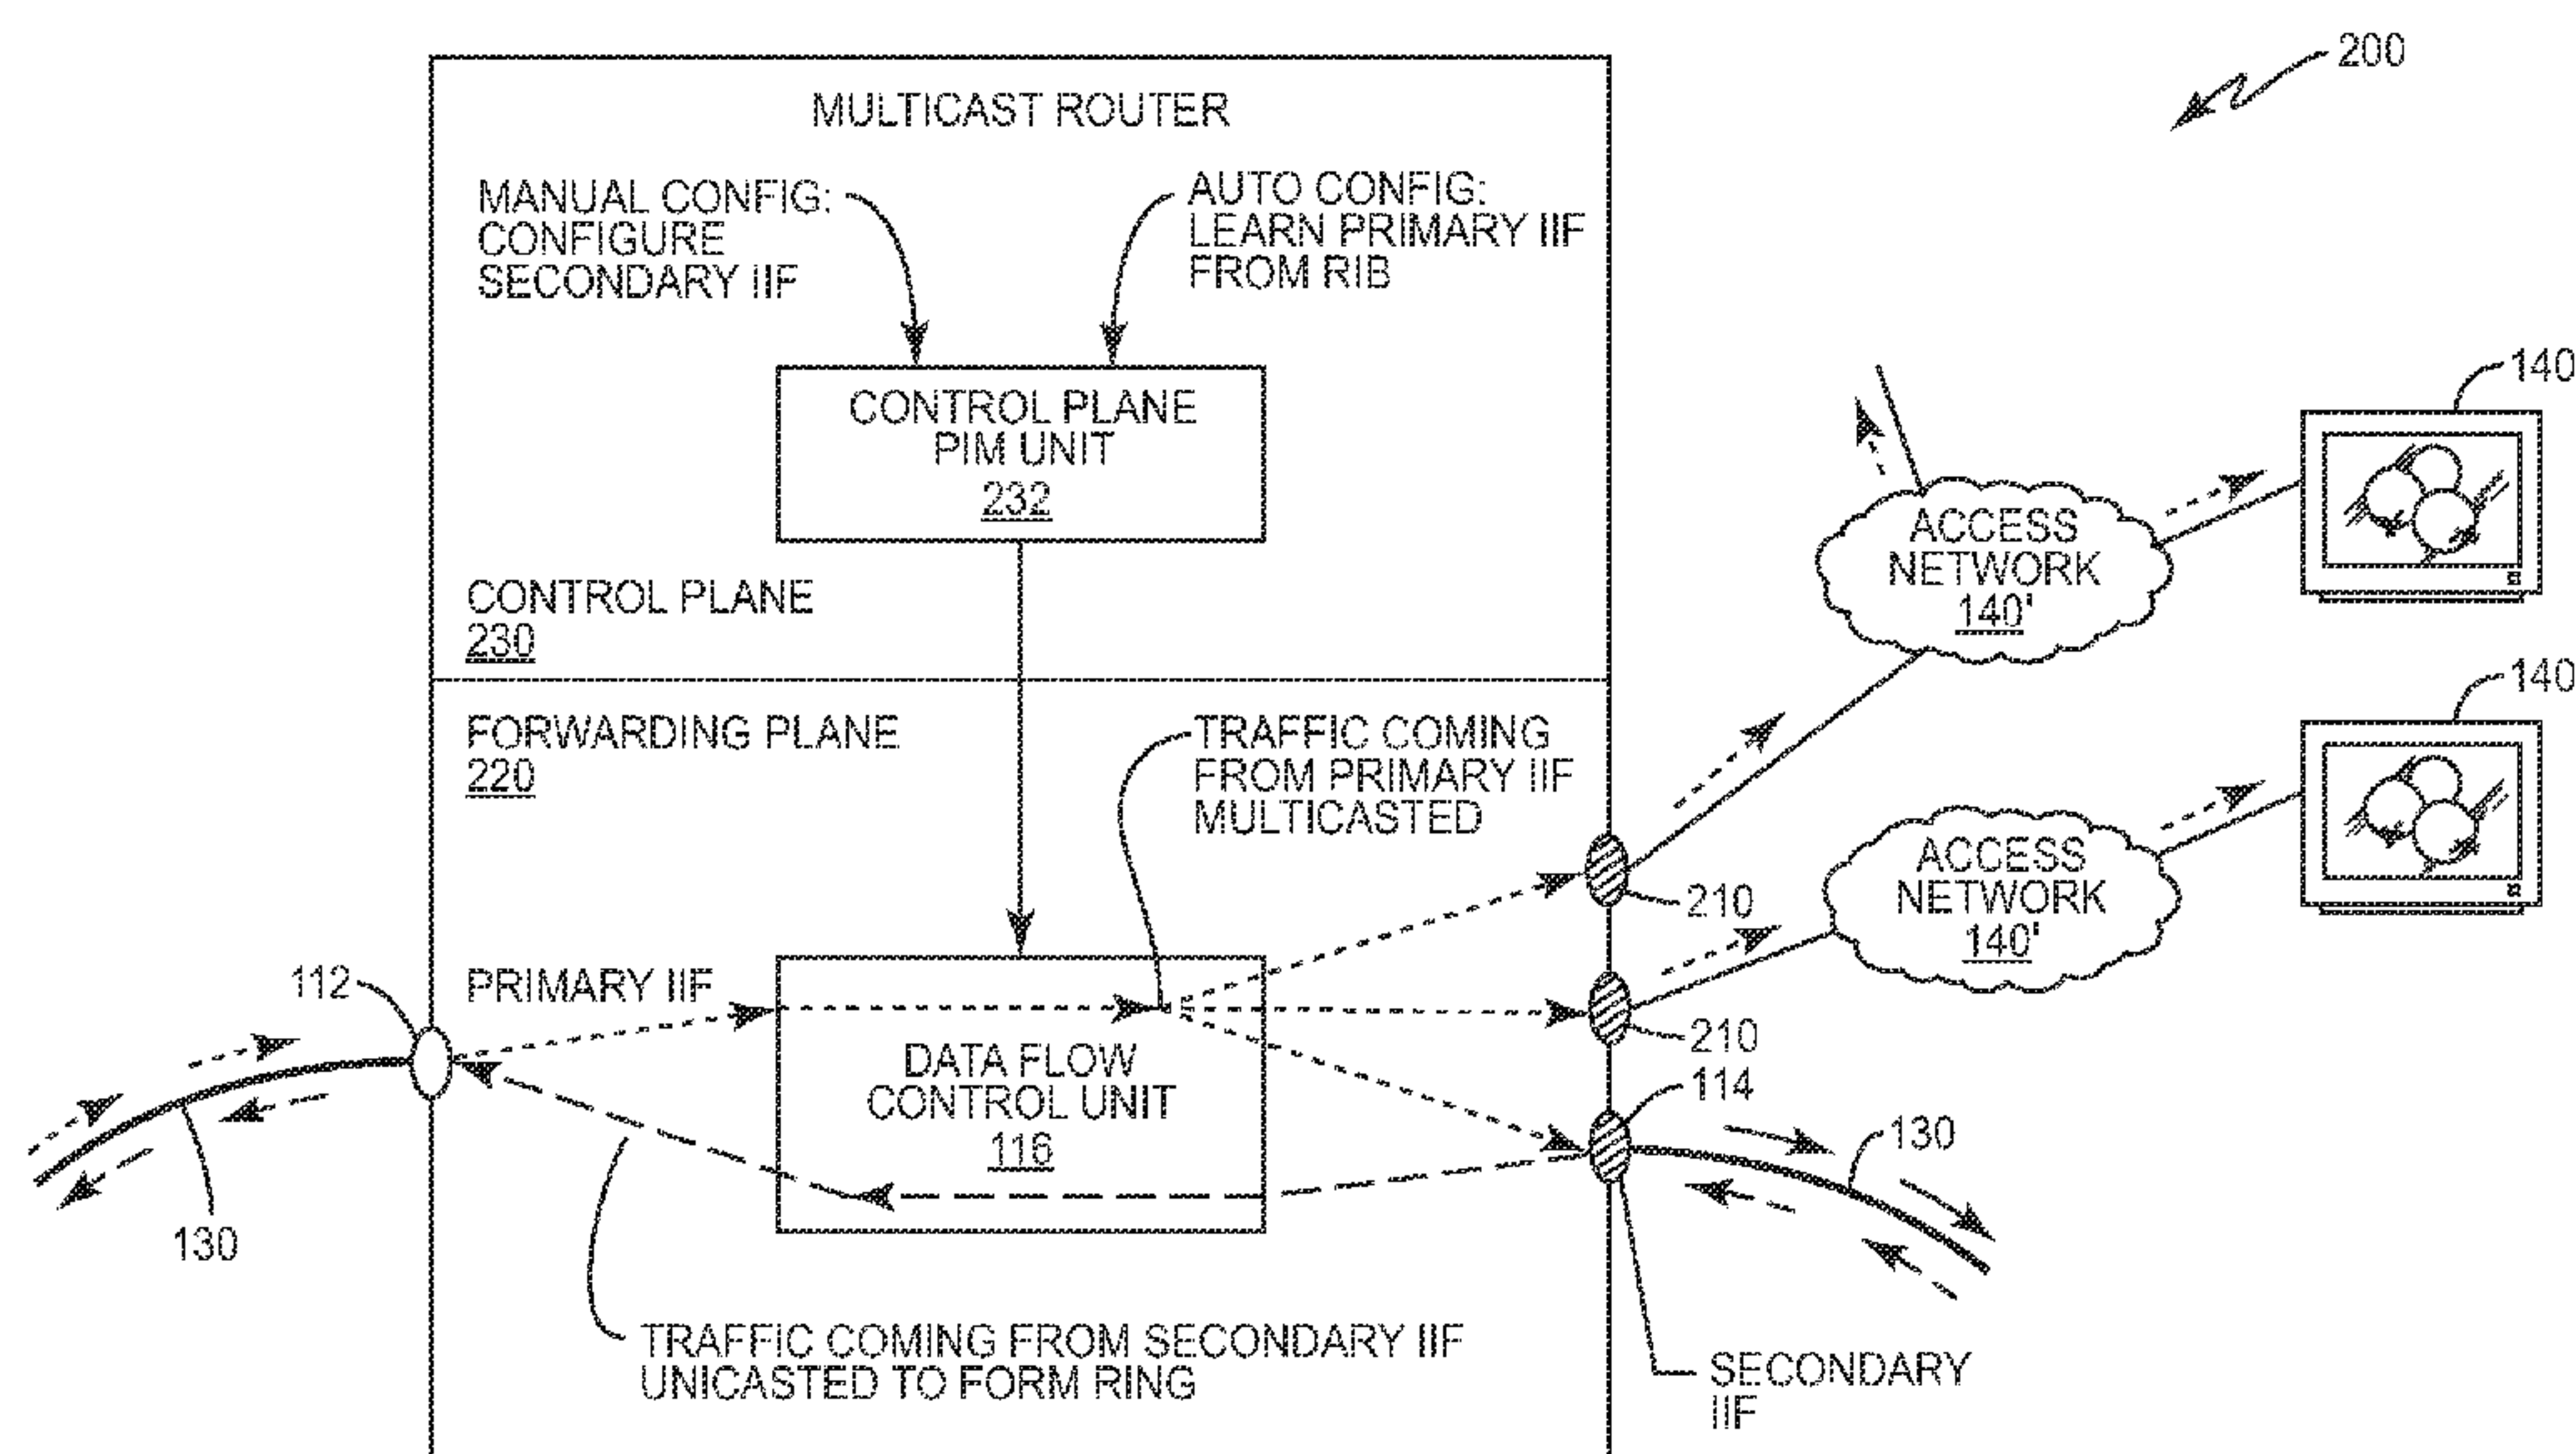 200
MULTICAST ROUTER
MANUAL CONFIG:
CONFIGURE
SECONDARY IIF
AUTO CONFIG:
LEARN PRIMARY IIF
FROM RIB
CONTROL PLANE
PIM UNIT
232
CONTROL PLANE
230
140
ACCESS
NETWORK
140'
140
FORWARDING PLANE
220
TRAFFIC COMING
FROM PRIMARY IIF
MULTICASTED
210
ACCESS
NETWORK
140'
112
PRIMARY IIF
210
DATA FLOW
CONTROL UNIT
116
114
130
130
TRAFFIC COMING FROM SECONDARY IIF
UNICASTED TO FORM RING
SECONDARY
IIF